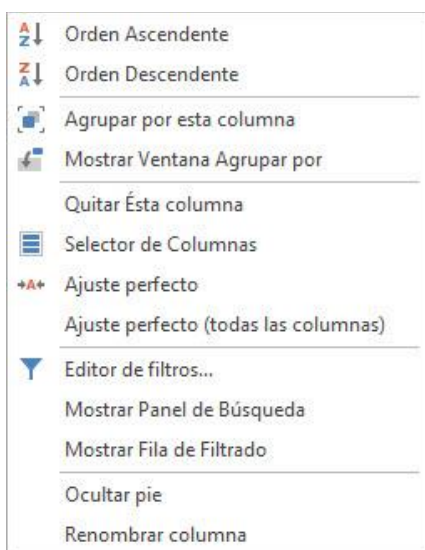 Orden Ascendente
Orden Descendente
Agrupar por esta columna
Mostrar Ventana Agrupar por
Quitar Ésta columna
Selector de Columnas
Ajuste perfecto
Ajuste perfecto (todas las columnas)
Editor de filtros...
Mostrar Panel de Búsqueda
Mostrar Fila de Filtrado
Ocultar pie
Renombrar columna